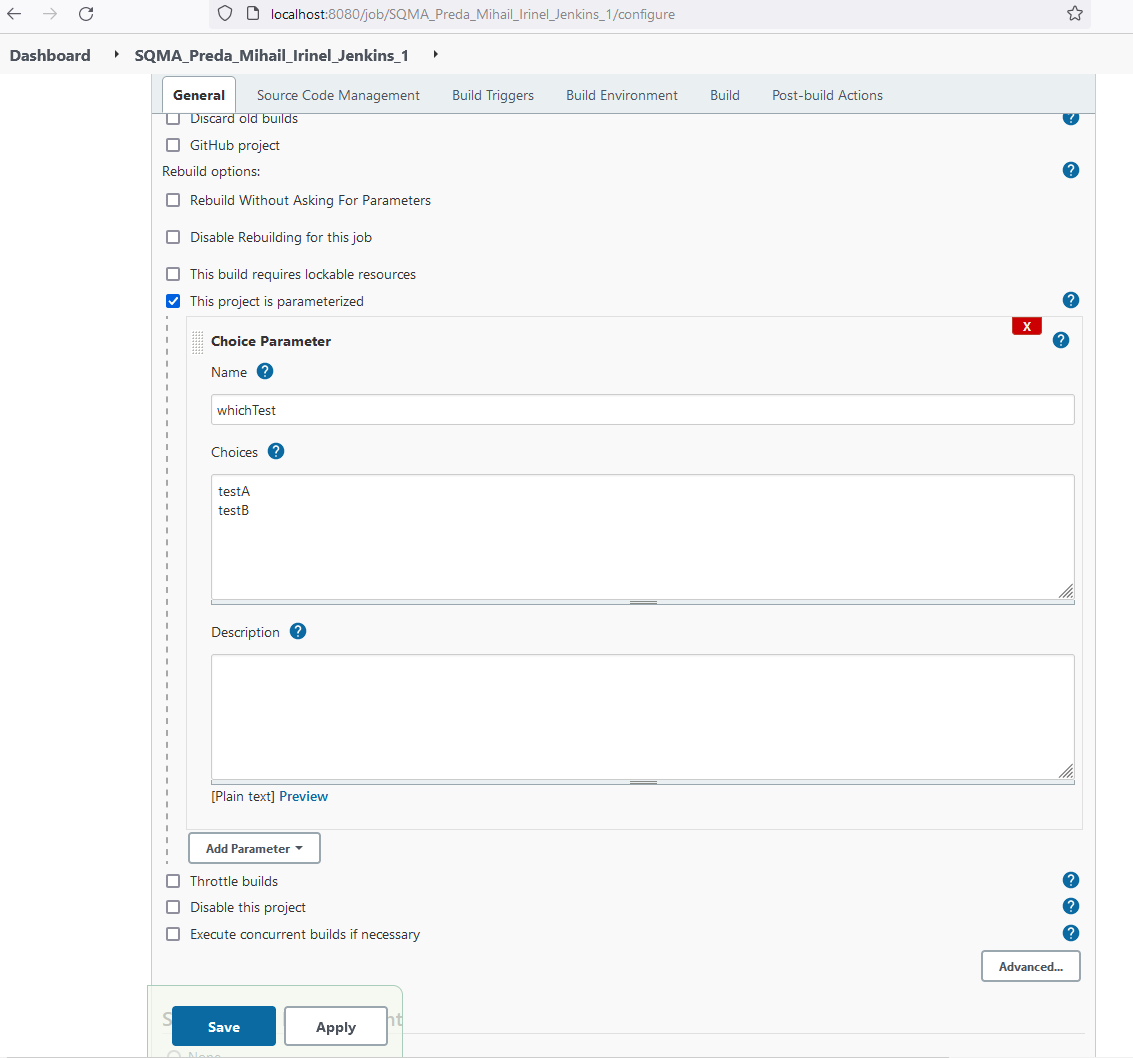 localhost:8080/job/SQMA_Preda_Mihail_Irinel_Jenkins_1/configure
Dashboard SQMA_Preda_Mihail_Irinel_Jenkins_1
General Source Code Management Build Triggers Build Environment Build Post-build Actions
Discard old builds ?
GitHub project
Rebuild options: ?
Rebuild Without Asking For Parameters
Disable Rebuilding for this job
This build requires lockable resources
This project is parameterized ?
X
Choice Parameter ?
Name ?
whichTest
Choices ?
testA
testB
Description ?
[Plain text] Preview
Add Parameter
Throttle builds ?
Disable this project ?
Execute concurrent builds if necessary ?
Advanced...
Save Apply
None